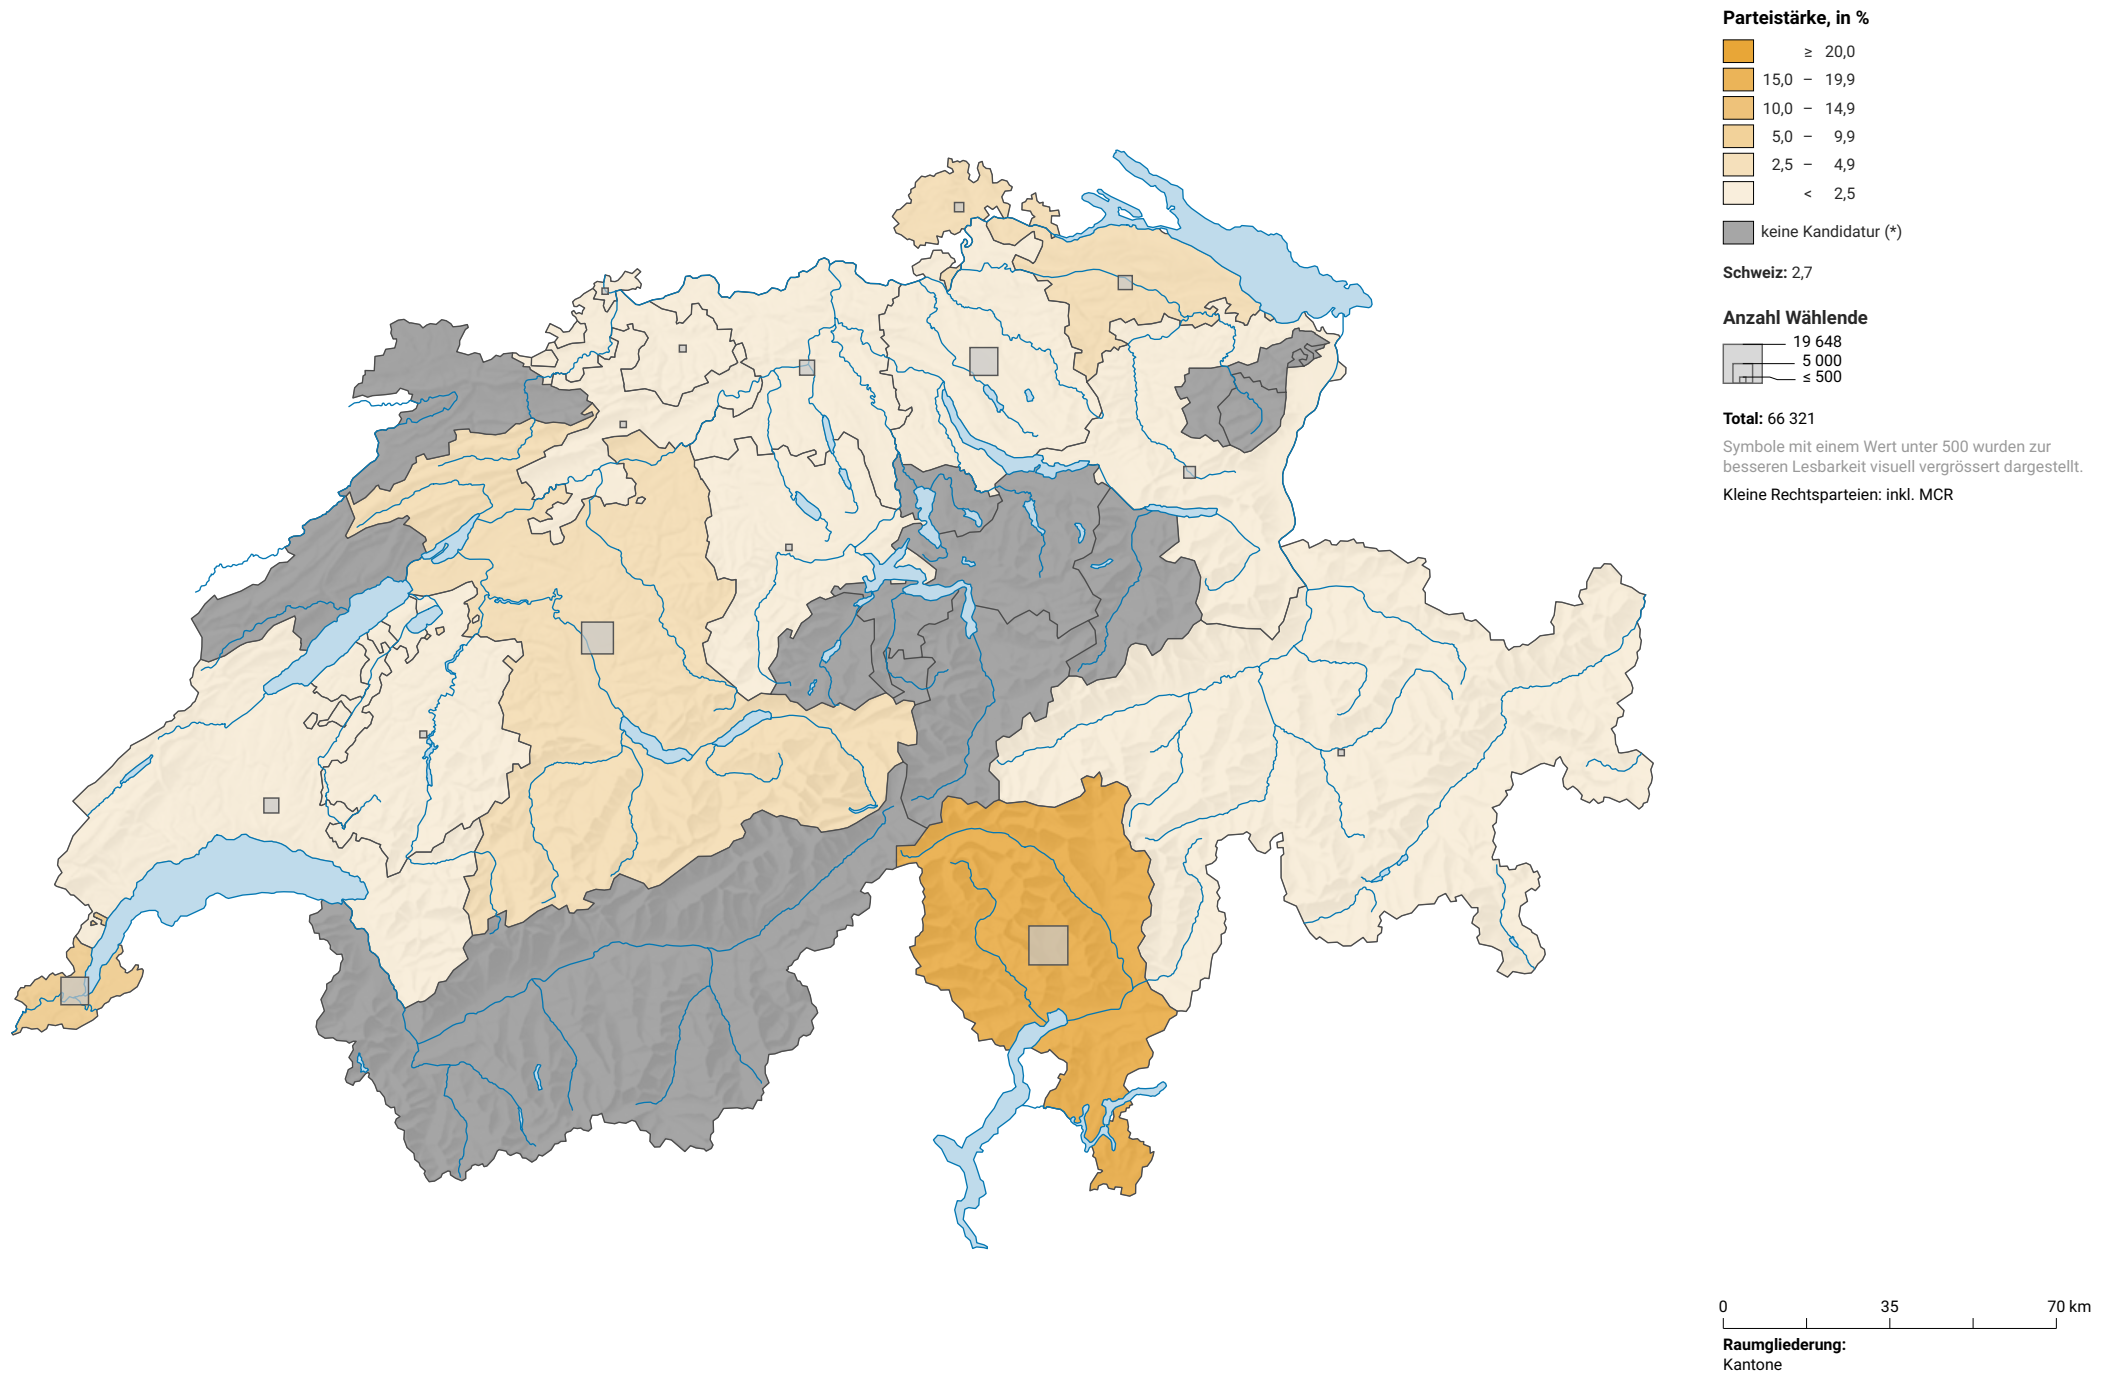 Parteistärke, in %
≥ 20,0
15,0 – 19,9
10,0 – 14,9
5,0 – 9,9
2,5 – 4,9
< 2,5
keine Kandidatur (*)
Schweiz: 2,7
Anzahl Wählende
19 648
5 000
≤ 500
Total: 66 321
Symbole mit einem Wert unter 500 wurden zur
besseren Lesbarkeit visuell vergrössert dargestellt.
Kleine Rechtsparteien: inkl. MCR
0 35 70 km
Raumgliederung:
Kantone